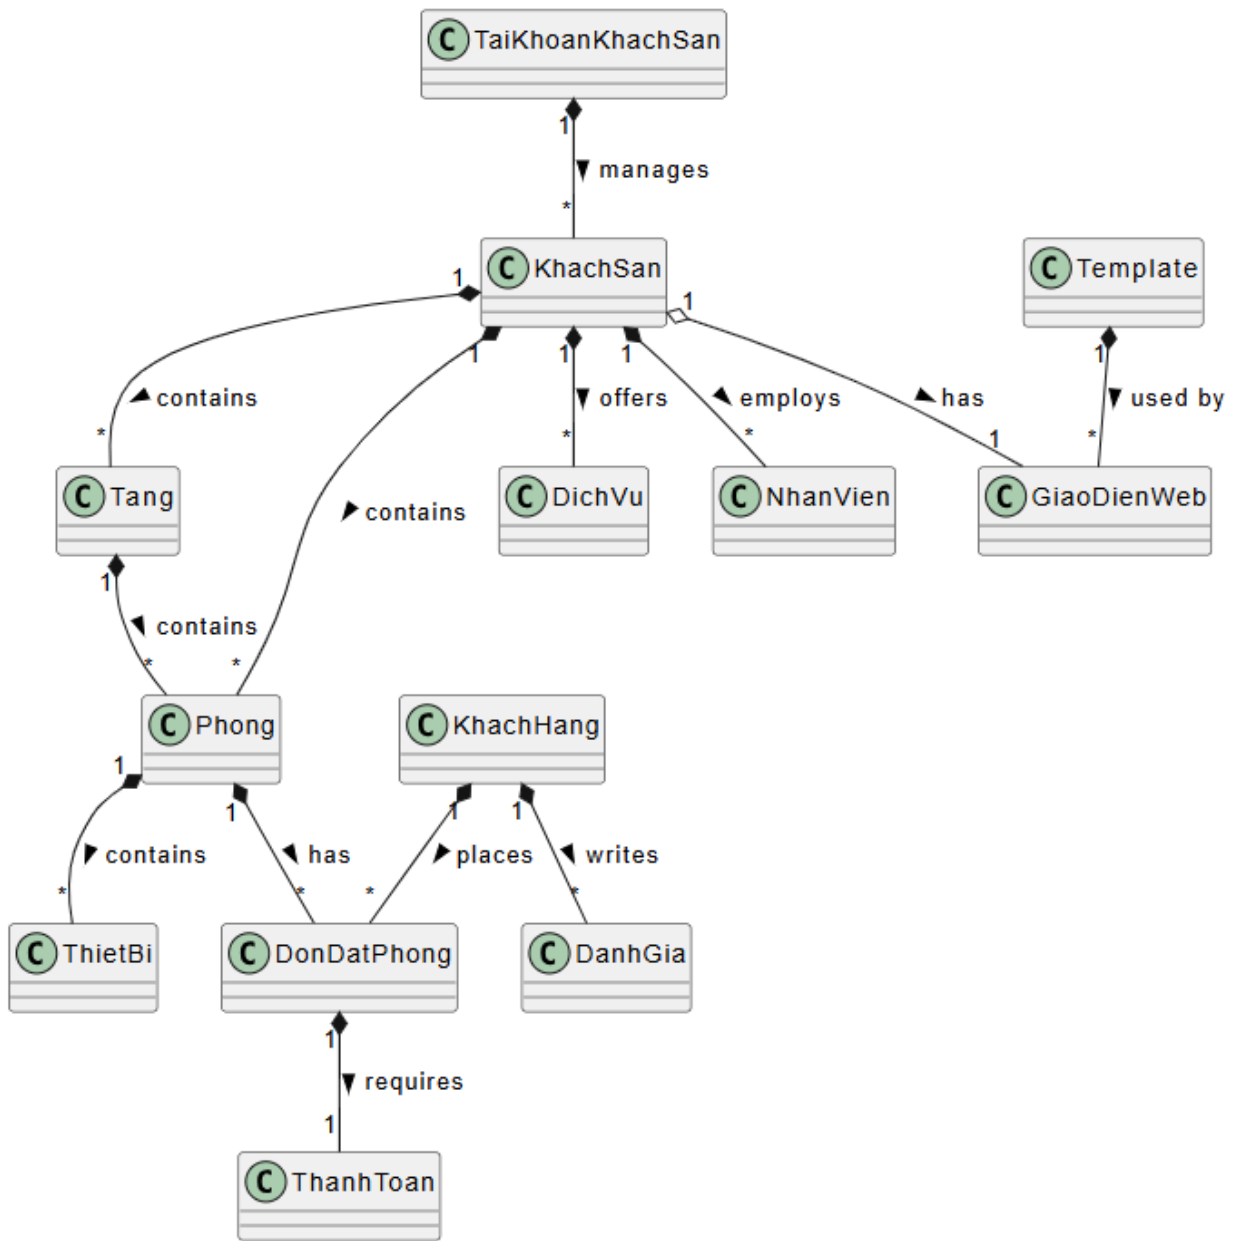 C TaiKhoanKhachSan
1
manages
*
C KhachSan
C Template
1
1
1
1
1
1
contains
offers
employs
has
used by
*
*
*
1
*
C Tang
C DichVu
C NhanVien
C GiaoDienWeb
contains
1
contains
*
*
C Phong
C KhachHang
1
1
1
1
contains
has
places
writes
*
*
*
*
C ThietBi
C DonDatPhong
C DanhGia
1
requires
1
C ThanhToan